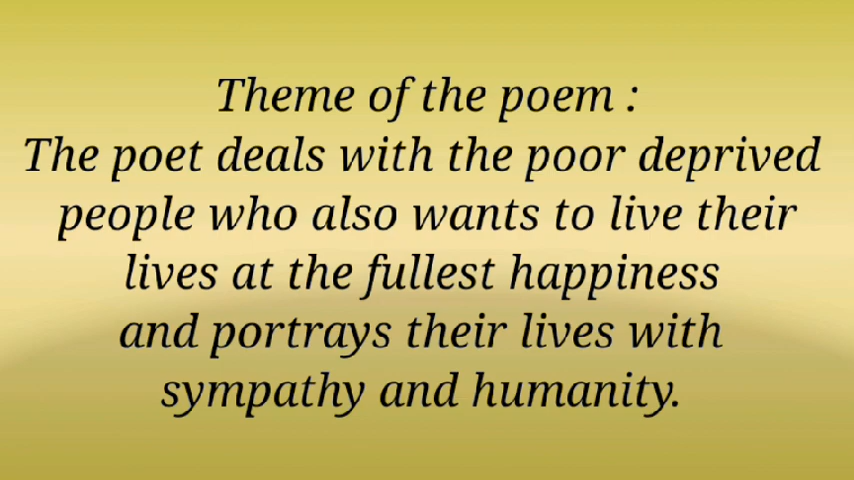 Theme of the poem :
The poet deals with the poor deprived
people who also wants to live their
lives at the fullest happiness
and portrays their lives with
sympathy and humanity.